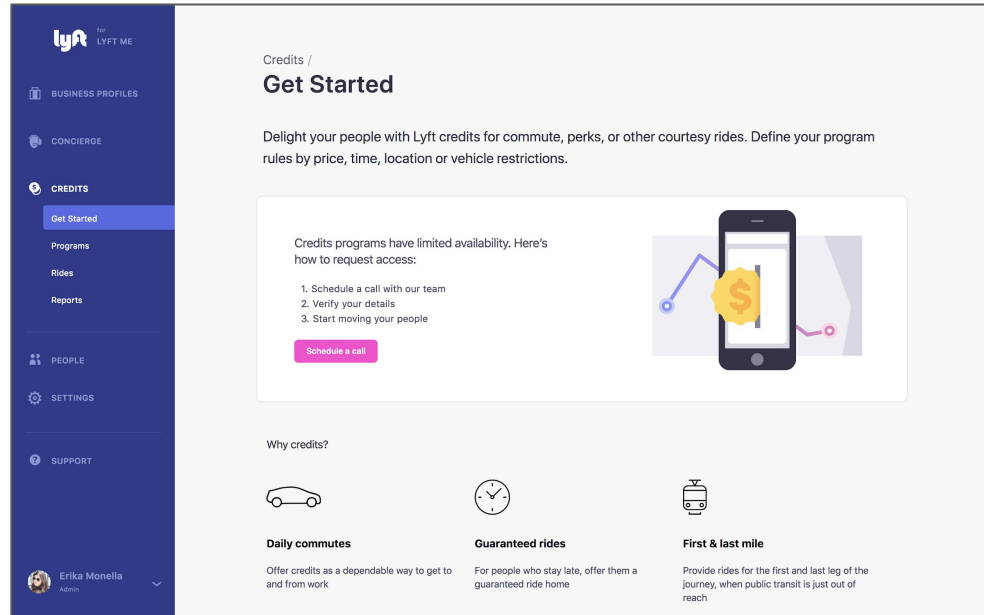 lyft for
LYFT ME
BUSINESS PROFILES
CONCIERGE
CREDITS
Get Started
Programs
Rides
Reports
PEOPLE
SETTINGS
SUPPORT
Erika Monella
Admin
Credits /
Get Started
Delight your people with Lyft credits for commute, perks, or other courtesy rides. Define your program
rules by price, time, location or vehicle restrictions.
Credits programs have limited availability. Here's
how to request access:
1. Schedule a call with our team
2. Verify your details
3. Start moving your people
Schedule a call
$
Why credits?
Daily commutes
Offer credits as a dependable way to get to
and from work
Guaranteed rides
For people who stay late, offer them a
guaranteed ride home
First & last mile
Provide rides for the first and last leg of the
journey, when public transit is just out of
reach